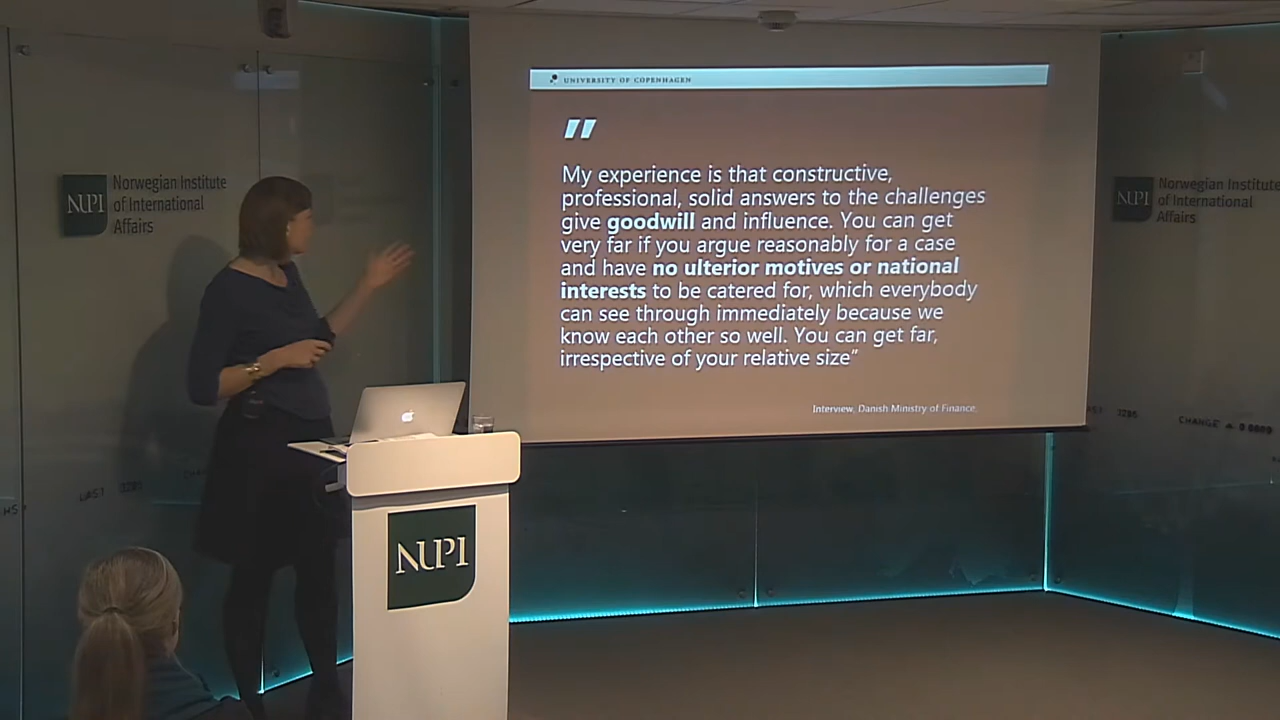 UNIVERSITY OF COPENHAGEN
"
My experience is that constructive,
professional, solid answers to the challenges
give goodwill and influence. You can get
very far if you argue reasonably for a case
and have no ulterior motives or national
interests to be catered for, which everybody
can see through immediately because we
know each other so well. You can get far,
irrespective of your relative size”
Interview, Danish Ministry of Finance,
NUPI
Norwegian Institute
of International
Affairs
NUPI
Norwegian Institute
of International
Affairs
LAST 3285
3285
CHANGE
NUPI